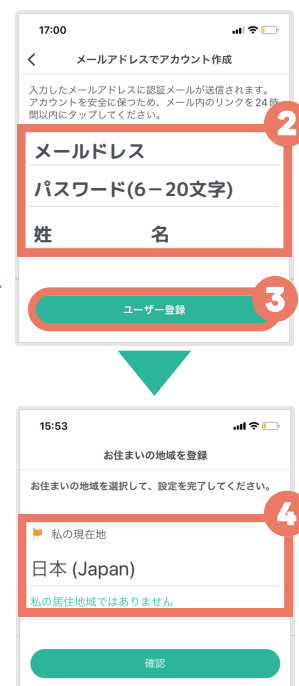 17:00
メールアドレスでアカウント作成
入力したメールアドレスに認証メールが送信されます。
アカウントを安全に保つため、メール内のリンクを24時
間以内にタップしてください。
2
メールドレス
パスワード(6−20文字)
姓 名
3
ユーザー登録
15:53
お住まいの地域を登録
お住まいの地域を選択して、設定を完了してください。
4
私の現在地
日本 (Japan)
私の居住地域ではありません
確認